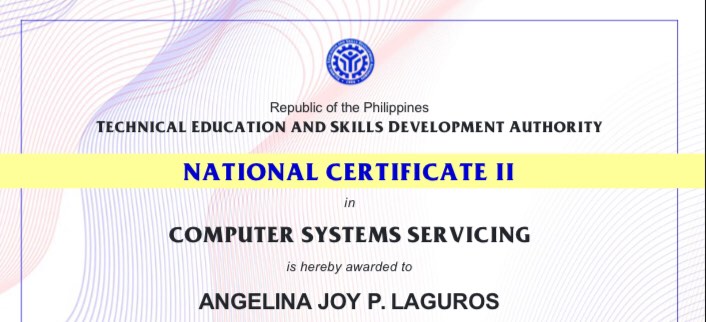 Republic of the Philippines
TECHNICAL EDUCATION AND SKILLS DEVELOPMENT AUTHORITY
NATIONAL CERTIFICATE II
in
COMPUTER SYSTEMS SERVICING
is hereby awarded to
ANGELINA JOY P. LAGUROS